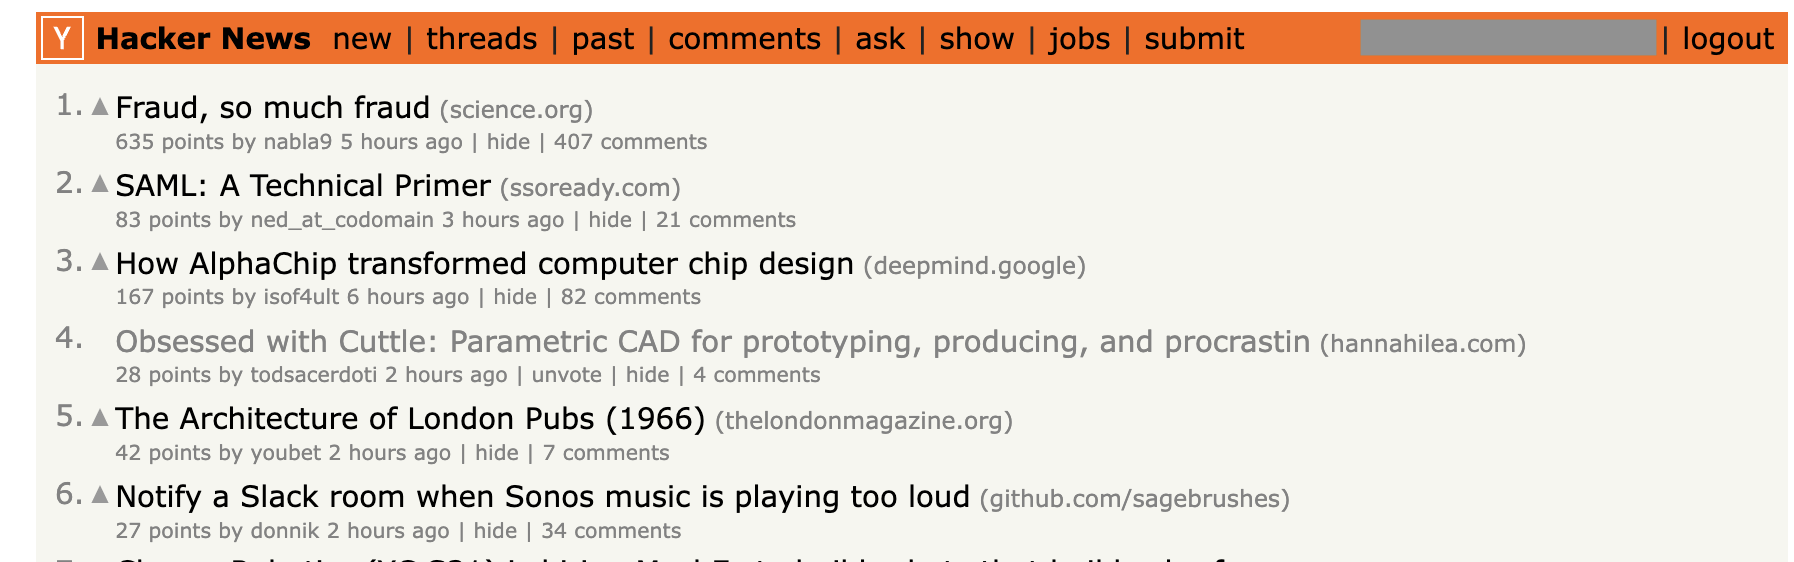 Y Hacker News new | threads | past | comments | ask | show | jobs | submit | logout
1. ▲ Fraud, so much fraud (science.org)
635 points by nabla9 5 hours ago | hide | 407 comments
2. ▲ SAML: A Technical Primer (ssoready.com)
83 points by ned_at_codomain 3 hours ago | hide | 21 comments
3. ▲ How AlphaChip transformed computer chip design (deepmind.google)
167 points by isof4ult 6 hours ago | hide | 82 comments
4. Obsessed with Cuttle: Parametric CAD for prototyping, producing, and procrastin (hannahilea.com)
28 points by todsacerdoti 2 hours ago | unvote | hide | 4 comments
5. ▲ The Architecture of London Pubs (1966) (thelondonmagazine.org)
42 points by youbet 2 hours ago | hide | 7 comments
6. ▲ Notify a Slack room when Sonos music is playing too loud (github.com/sagebrushes)
27 points by donnik 2 hours ago | hide | 34 comments